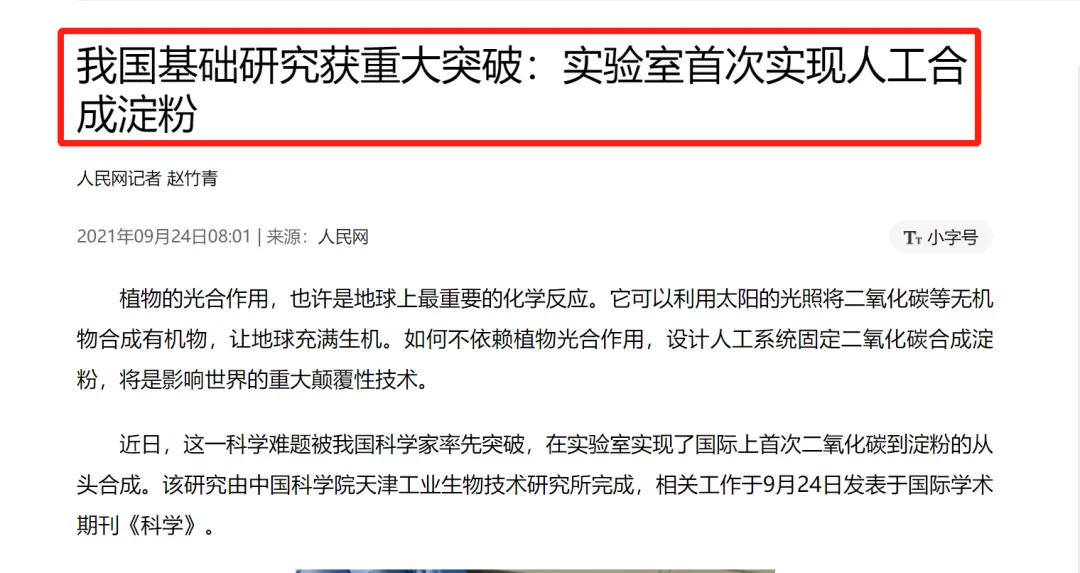 我国基础研究获重大突破：实验室首次实现人工合
成淀粉
人民网记者 赵竹青
2021年09月24日08:01 | 来源：人民网
TT 小字号
植物的光合作用，也许是地球上最重要的化学反应。它可以利用太阳的光照将二氧化碳等无机
物合成有机物，让地球充满生机。如何不依赖植物光合作用，设计人工系统固定二氧化碳合成淀
粉，将是影响世界的重大颠覆性技术。
近日，这一科学难题被我国科学家率先突破，在实验室实现了国际上首次二氧化碳到淀粉的从
头合成。该研究由中国科学院天津工业生物技术研究所完成，相关工作于9月24日发表于国际学术
期刊《科学》。